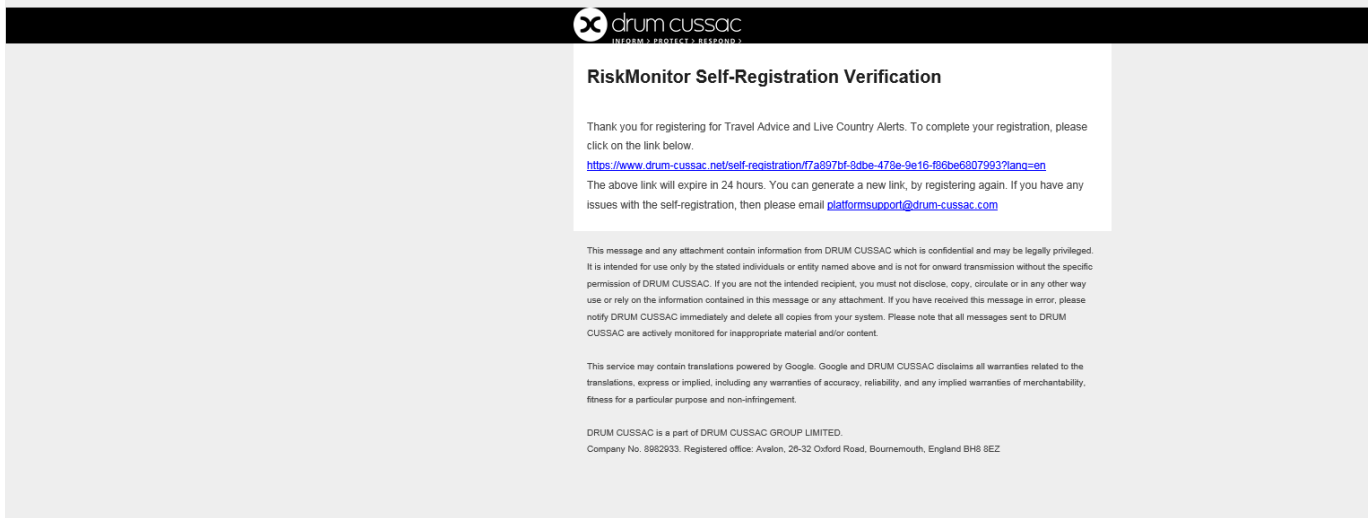 drum cussac
INFORM > PROTECT > RESPOND >
RiskMonitor Self-Registration Verification
Thank you for registering for Travel Advice and Live Country Alerts. To complete your registration, please
click on the link below.
https://www.drum-cussac.net/self-registration/f7a897bf-8dbe-478e-9e16-f86be6807993?lang=en
The above link will expire in 24 hours. You can generate a new link, by registering again. If you have any
issues with the self-registration, then please email platformsupport@drum-cussac.com
This message and any attachment contain information from DRUM CUSSAC which is confidential and may be legally privileged.
It is intended for use only by the stated individuals or entity named above and is not for onward transmission without the specific
permission of DRUM CUSSAC. If you are not the intended recipient, you must not disclose, copy, circulate or in any other way
use or rely on the information contained in this message or any attachment. If you have received this message in error, please
notify DRUM CUSSAC immediately and delete all copies from your system. Please note that all messages sent to DRUM
CUSSAC are actively monitored for inappropriate material and/or content.
This service may contain translations powered by Google. Google and DRUM CUSSAC disclaims all warranties related to the
translations, express or implied, including any warranties of accuracy, reliability, and any implied warranties of merchantability,
fitness for a particular purpose and non-infringement.
DRUM CUSSAC is a part of DRUM CUSSAC GROUP LIMITED.
Company No. 8982933. Registered office: Avalon, 26-32 Oxford Road, Bournemouth, England BH8 8EZ